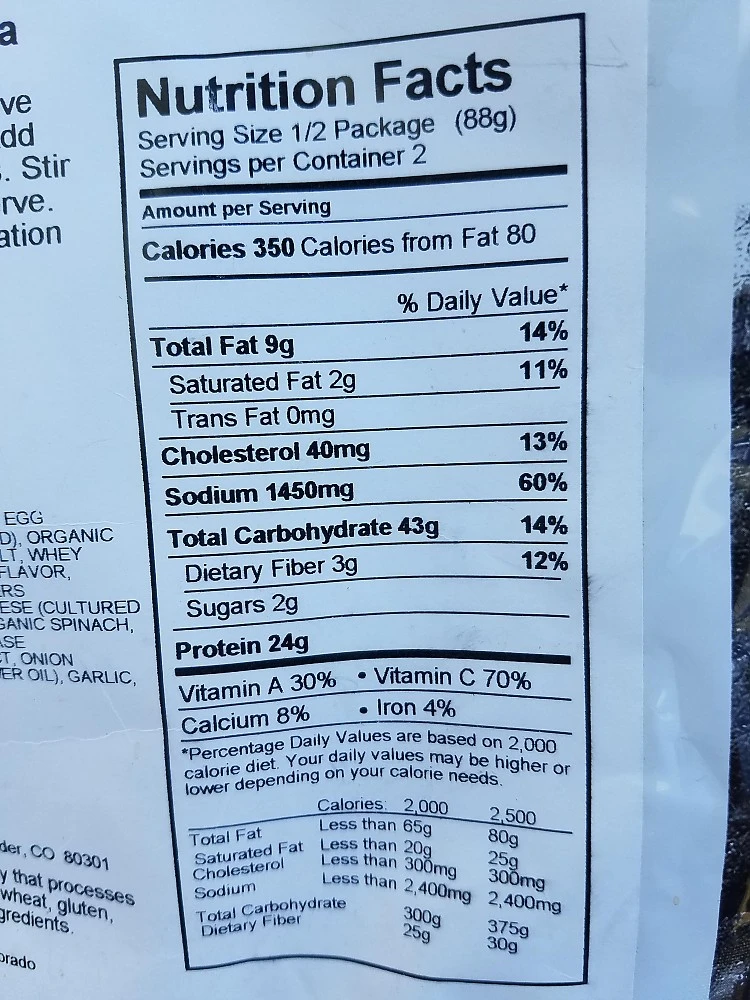 a
ve
dd
. Stir
rve.
ation
EGG
D), ORGANIC
LT, WHEY
FLAVOR,
ERS
ESE (CULTURED
GANIC SPINACH,
ASE
T, ONION
ER OIL), GARLIC,
der, CO 80301
y that processes
wheat, gluten,
gredients.
orado
Nutrition Facts
Serving Size 1/2 Package (88g)
Servings per Container 2
Amount per Serving
Calories 350 Calories from Fat 80
% Daily Value*
Total Fat 9g 14%
Saturated Fat 2g 11%
Trans Fat 0mg
Cholesterol 40mg 13%
Sodium 1450mg 60%
Total Carbohydrate 43g 14%
Dietary Fiber 3g 12%
Sugars 2g
Protein 24g
Vitamin A 30% • Vitamin C 70%
Calcium 8% • Iron 4%
*Percentage Daily Values are based on 2,000
calorie diet. Your daily values may be higher or
lower depending on your calorie needs.
Calories: 2,000 2,500
Total Fat Less than 65g 80g
Saturated Fat Less than 20g 25g
Cholesterol Less than 300mg 300mg
Sodium Less than 2,400mg 2,400mg
Total Carbohydrate 300g 375g
Dietary Fiber 25g 30g